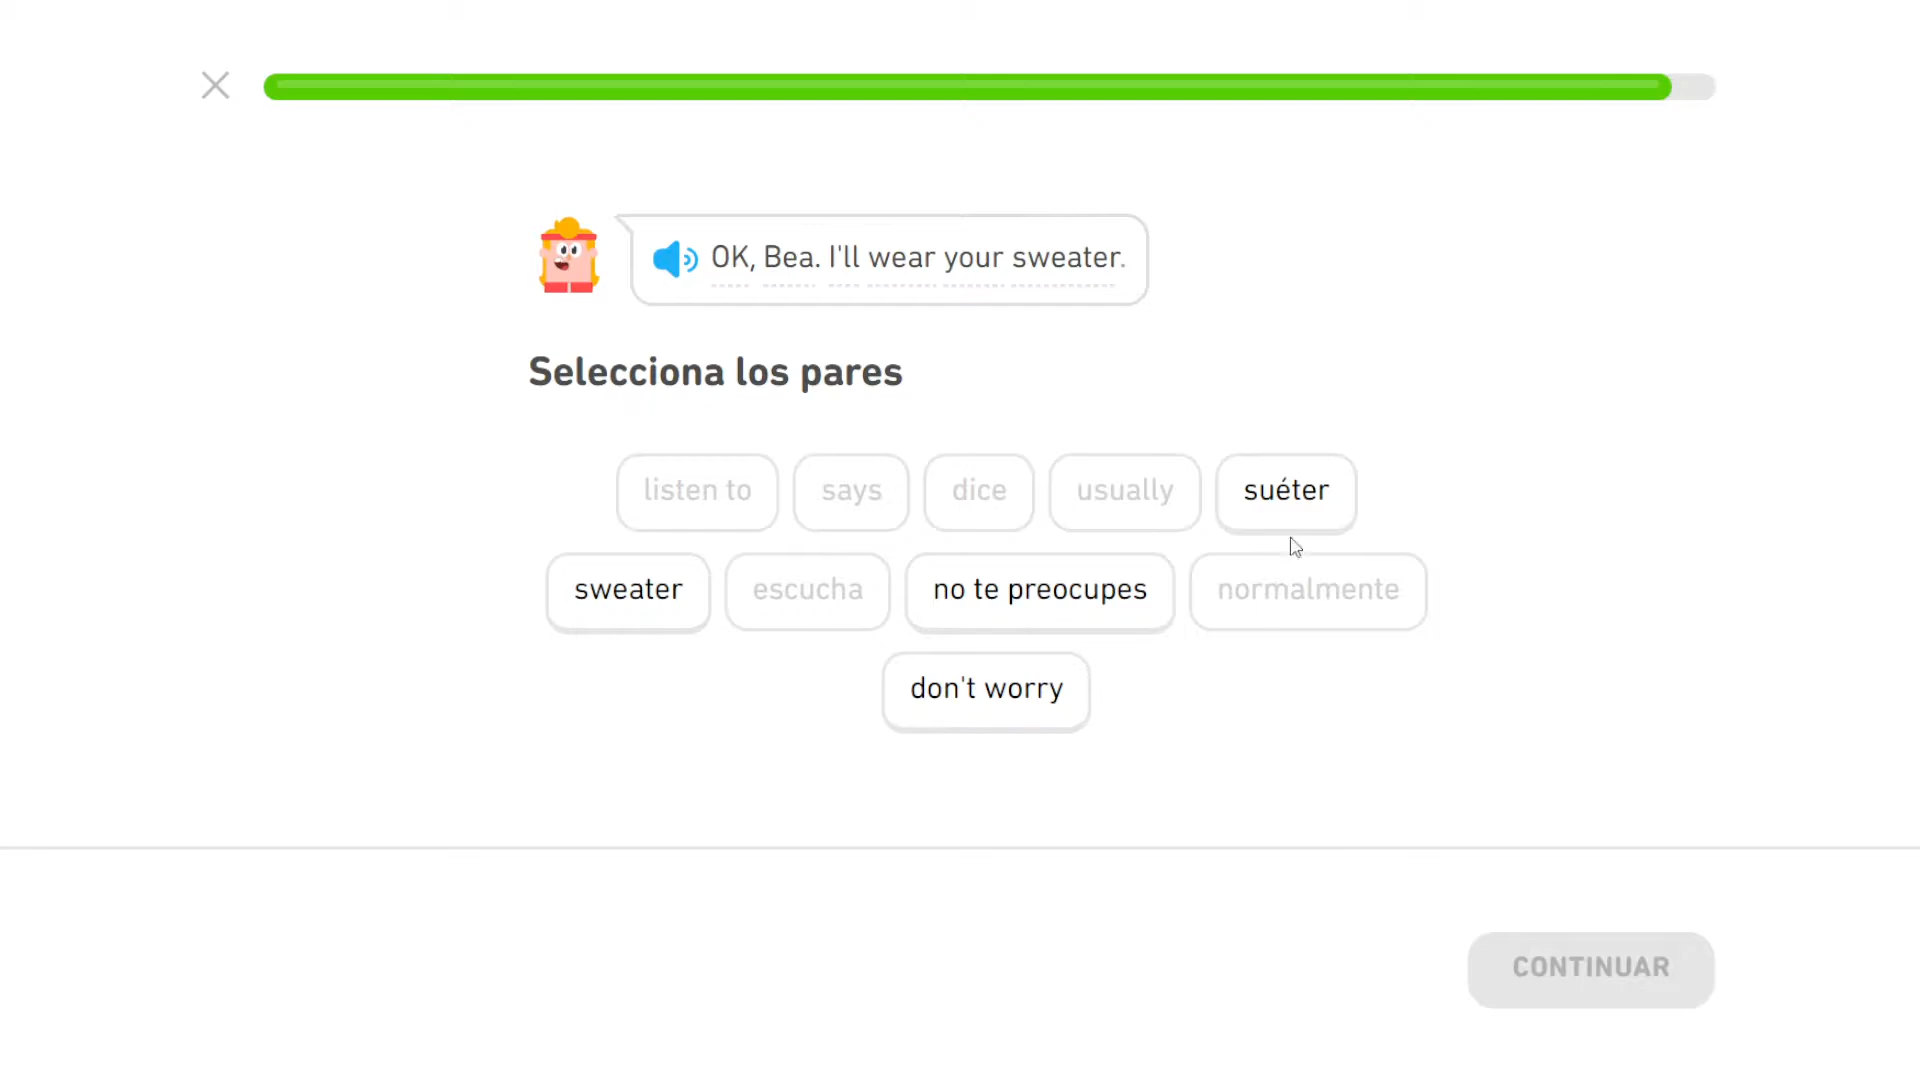 OK, Bea. I'll wear your sweater.
Selecciona los pares
listen to says dice usually suéter
sweater escucha no te preocupes normalmente
don't worry
CONTINUAR